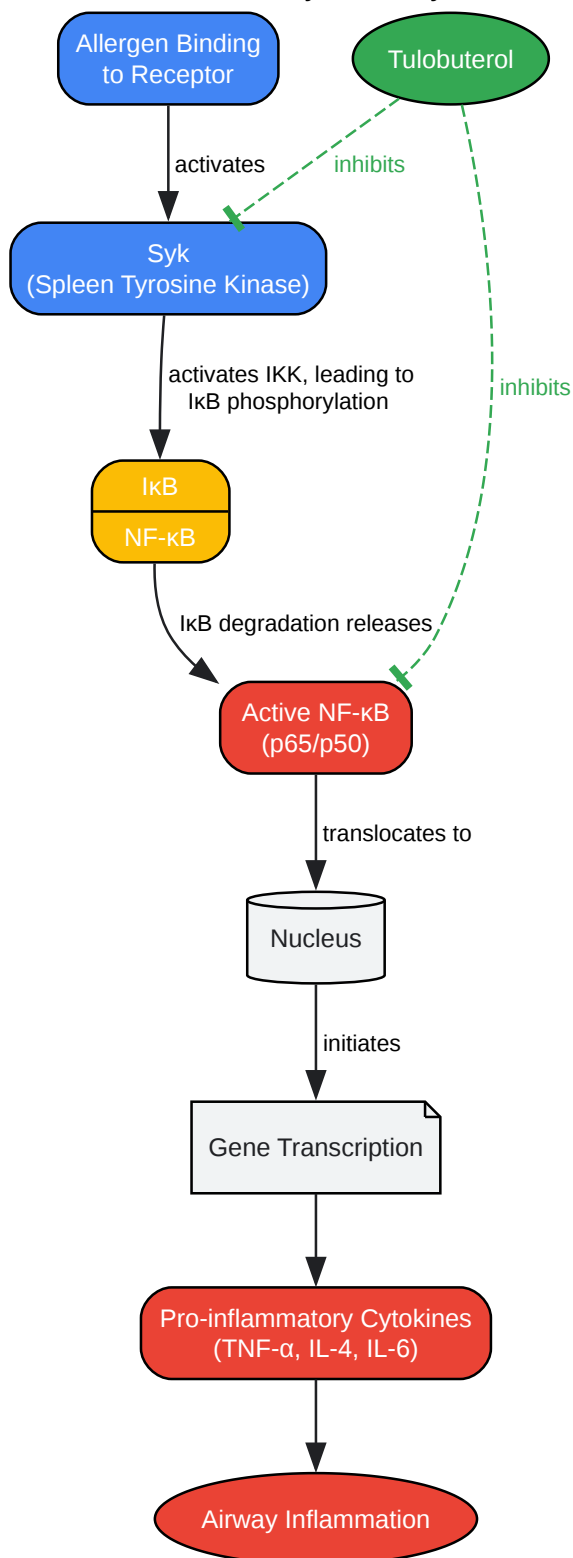 Allergen Binding
to Receptor
Tulobuterol
activates
inhibits
Syk
(Spleen Tyrosine Kinase)
activates IKK, leading to
IκB phosphorylation
inhibits
IκB
NF-κB
IκB degradation releases
Active NF-κB
(p65/p50)
translocates to
Nucleus
initiates
Gene Transcription
Pro-inflammatory Cytokines
(TNF-α, IL-4, IL-6)
Airway Inflammation